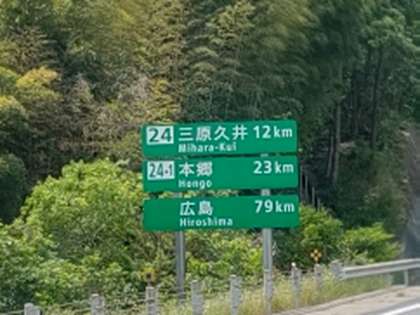 24 三原久井 12km
Mihara-Kui
24-1 本郷 23km
Hongo
広島 79km
Hiroshima